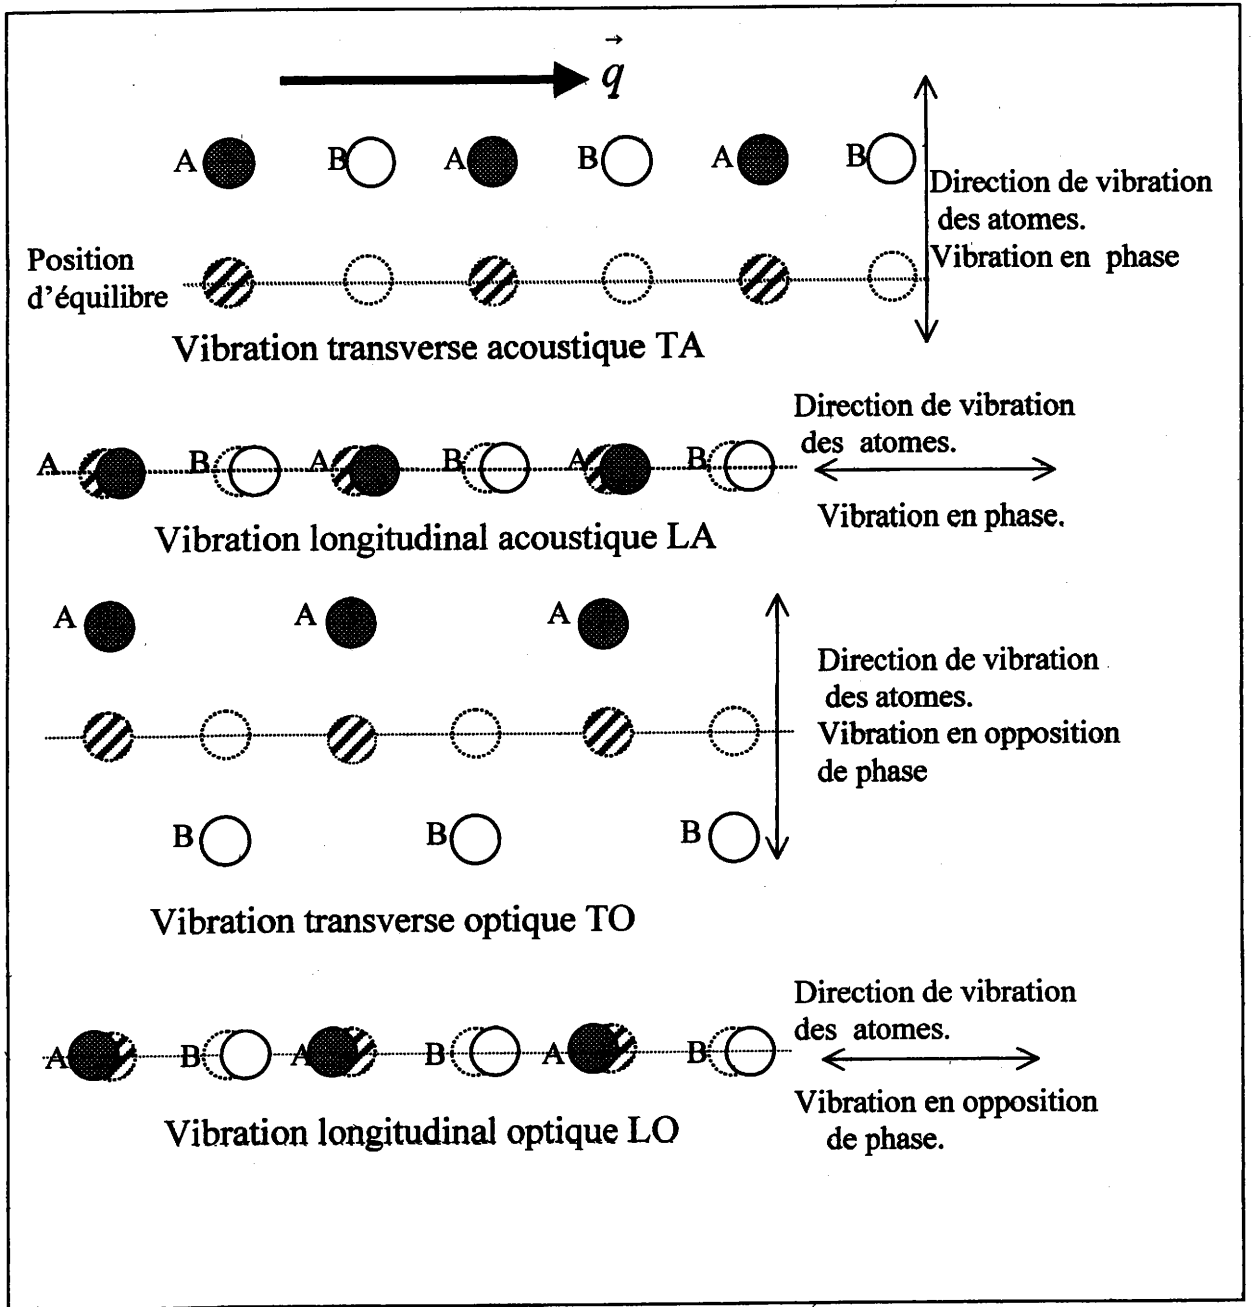 q
A B A B A B
Direction de vibration
des atomes.
Vibration en phase
Position
d'équilibre
Vibration transverse acoustique TA
Direction de vibration
des atomes.
A B A B A B
Vibration en phase.
Vibration longitudinal acoustique LA
A A A
Direction de vibration
des atomes.
Vibration en opposition
de phase
B B B
Vibration transverse optique TO
Direction de vibration
des atomes.
A B A B A B
Vibration en opposition
de phase.
Vibration longitudinal optique LO